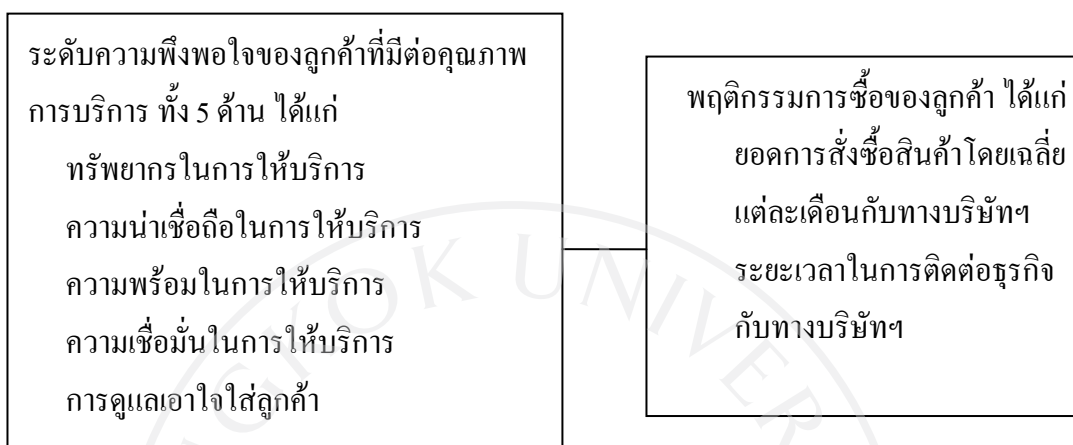 ระดับความพึงพอใจของลูกค้าที่มีต่อคุณภาพ
การบริการ ทั้ง 5 ด้าน ได้แก่
ทรัพยากรในการให้บริการ
ความน่าเชื่อถือในการให้บริการ
ความพร้อมในการให้บริการ
ความเชื่อมั่นในการให้บริการ
การดูแลเอาใจใส่ลูกค้า
พฤติกรรมการซื้อของลูกค้า ได้แก่
ยอดการสั่งซื้อสินค้าโดยเฉลี่ย
แต่ละเดือนกับทางบริษัทฯ
ระยะเวลาในการติดต่อธุรกิจ
กับทางบริษัทฯ
GKOK UNIVER